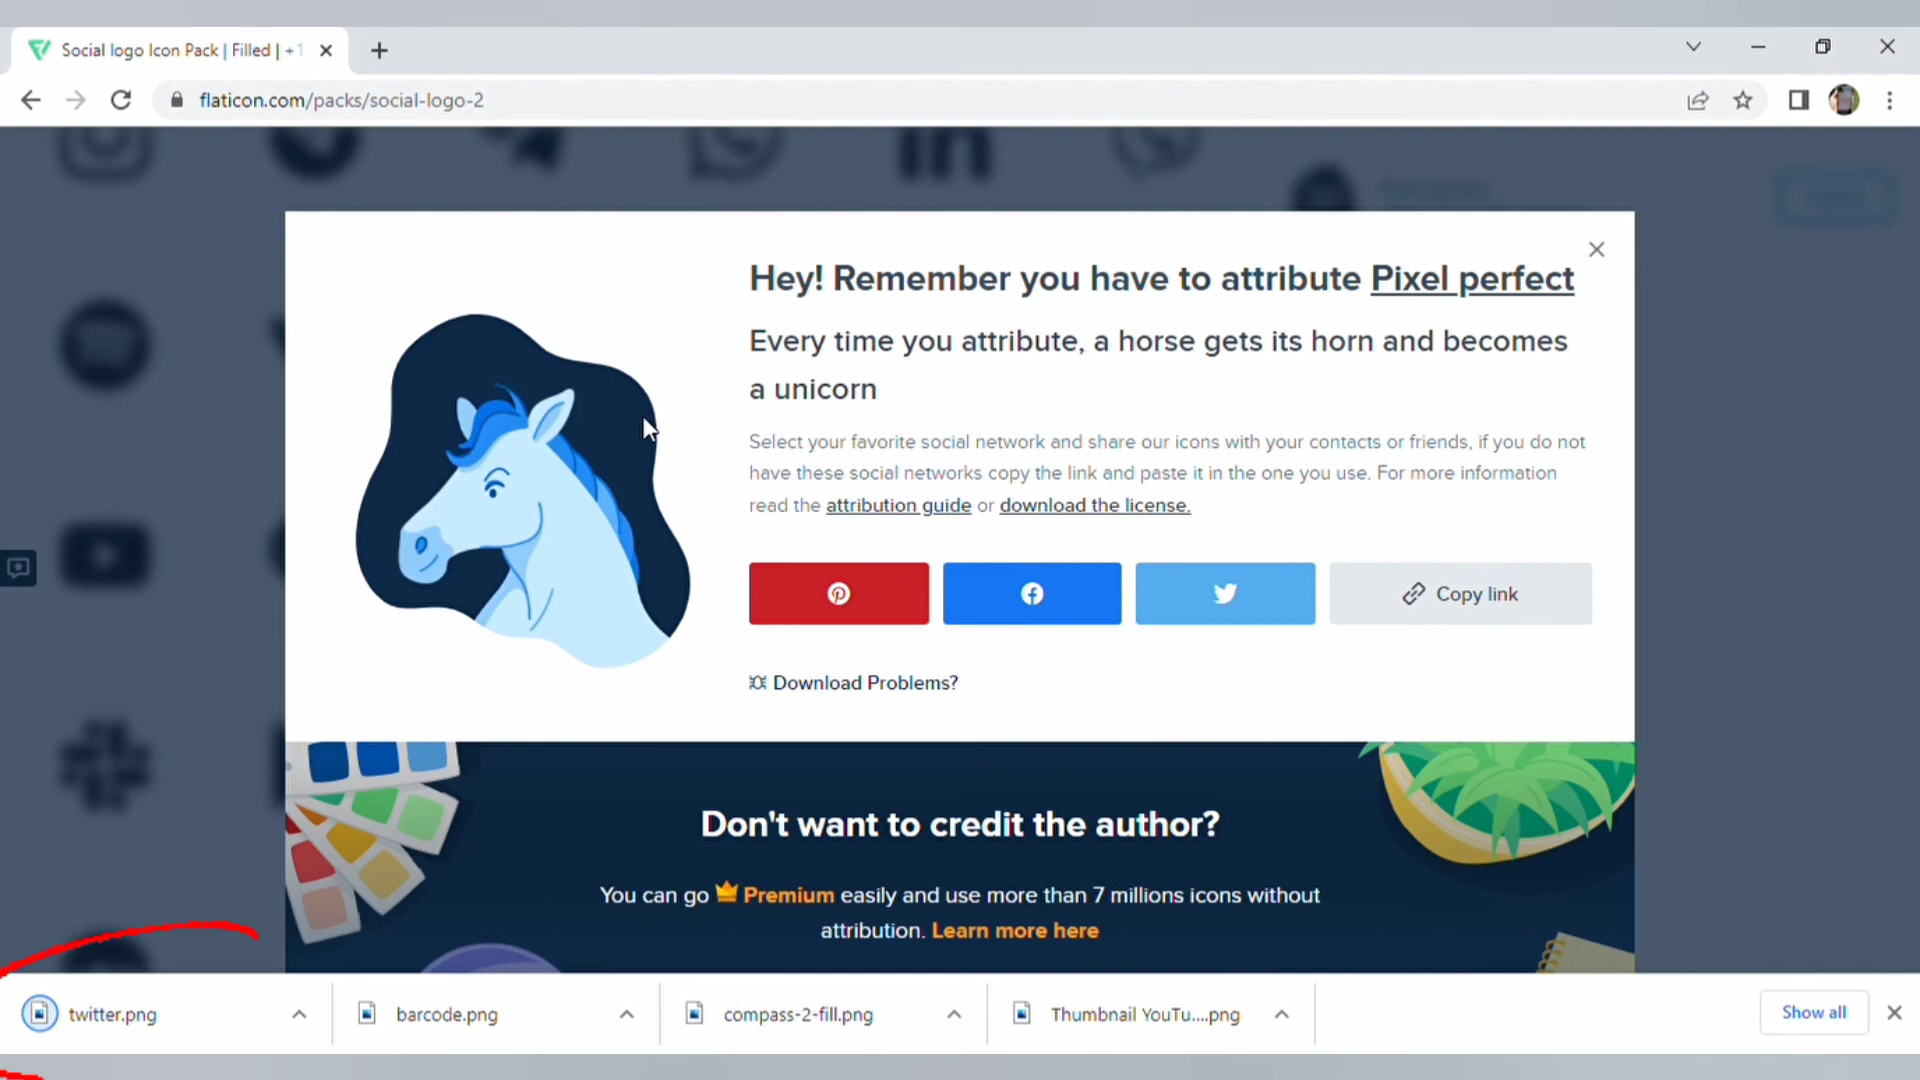 Social logo Icon Pack | Filled | + 1
flaticon.com/packs/social-logo-2
Hey! Remember you have to attribute Pixel perfect
Every time you attribute, a horse gets its horn and becomes
a unicorn
Select your favorite social network and share our icons with your contacts or friends, if you do not
have these social networks copy the link and paste it in the one you use. For more information
read the attribution guide or download the license.
Copy link
Download Problems?
Don't want to credit the author?
You can go Premium easily and use more than 7 millions icons without
attribution. Learn more here
twitter.png
barcode.png
compass-2-fill.png
Thumbnail YouTu....png
Show all